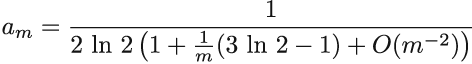 a_m = \frac{1}{2 \ln 2 \left(1 + \frac{1}{m}(3 \ln 2 - 1) + O(m^{-2})\right)}